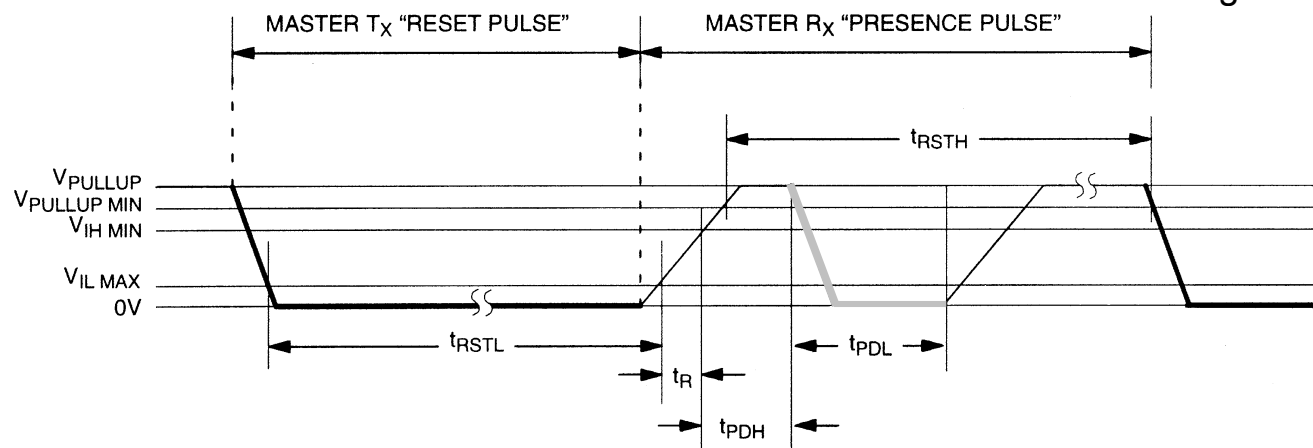 MASTER TX “RESET PULSE”
MASTER RX “PRESENCE PULSE”
tRSTH
VPULLUP
VPULLUP MIN
VIH MIN
VIL MAX
0V
tRSTL
tPDL
tR
tPDH